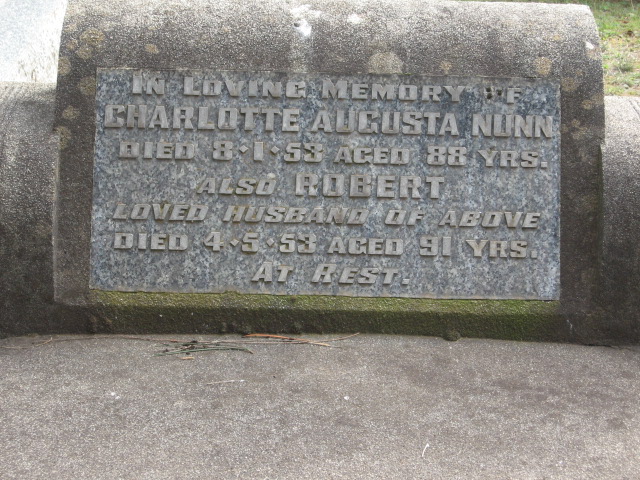 IN LOVING MEMORY OF
CHARLOTTE AUGUSTA NUNN
DIED 8·1·53 AGED 88 YRS.
ALSO ROBERT
LOVED HUSBAND OF ABOVE
DIED 4·5·53 AGED 91 YRS.
AT REST.